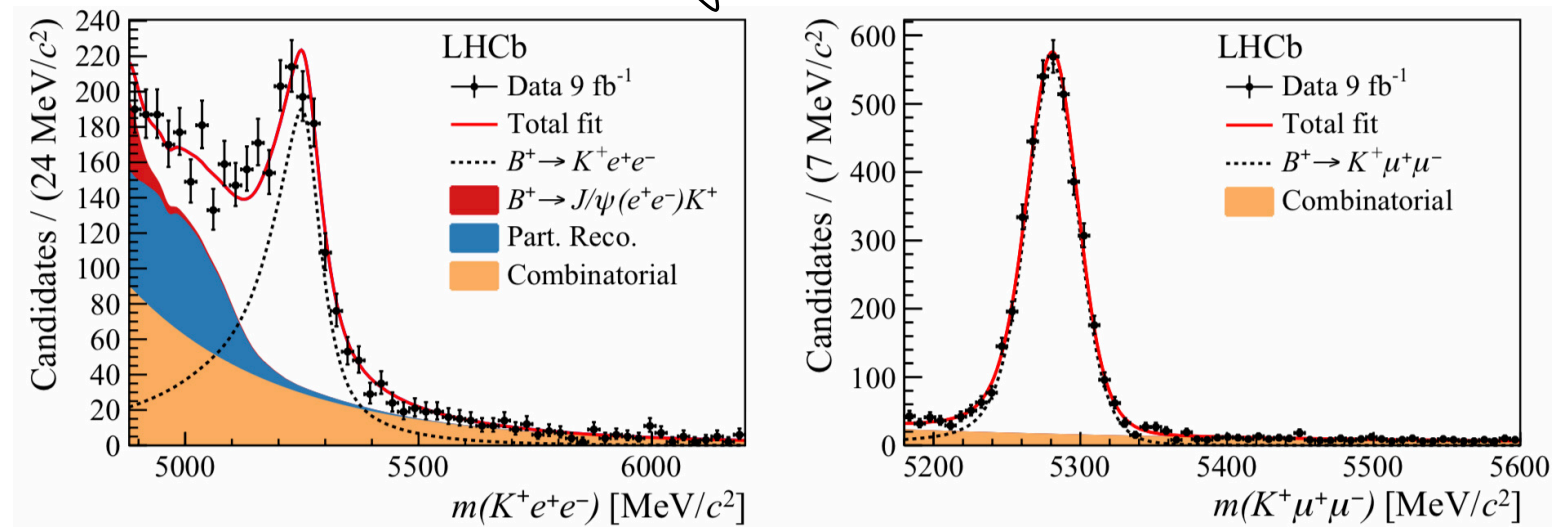 240
220
200
180
160
140
120
100
80
60
40
20
0
Candidates / (24 MeV/c²)
LHCb
Data 9 fb⁻¹
Total fit
B⁺→ K⁺e⁺e⁻
B⁺→ J/ψ(e⁺e⁻)K⁺
Part. Reco.
Combinatorial
5000 5500 6000
m(K⁺e⁺e⁻) [MeV/c²]
600
500
400
300
200
100
0
Candidates / (7 MeV/c²)
LHCb
Data 9 fb⁻¹
Total fit
B⁺→ K⁺μ⁺μ⁻
Combinatorial
5200 5300 5400 5500 5600
m(K⁺μ⁺μ⁻) [MeV/c²]